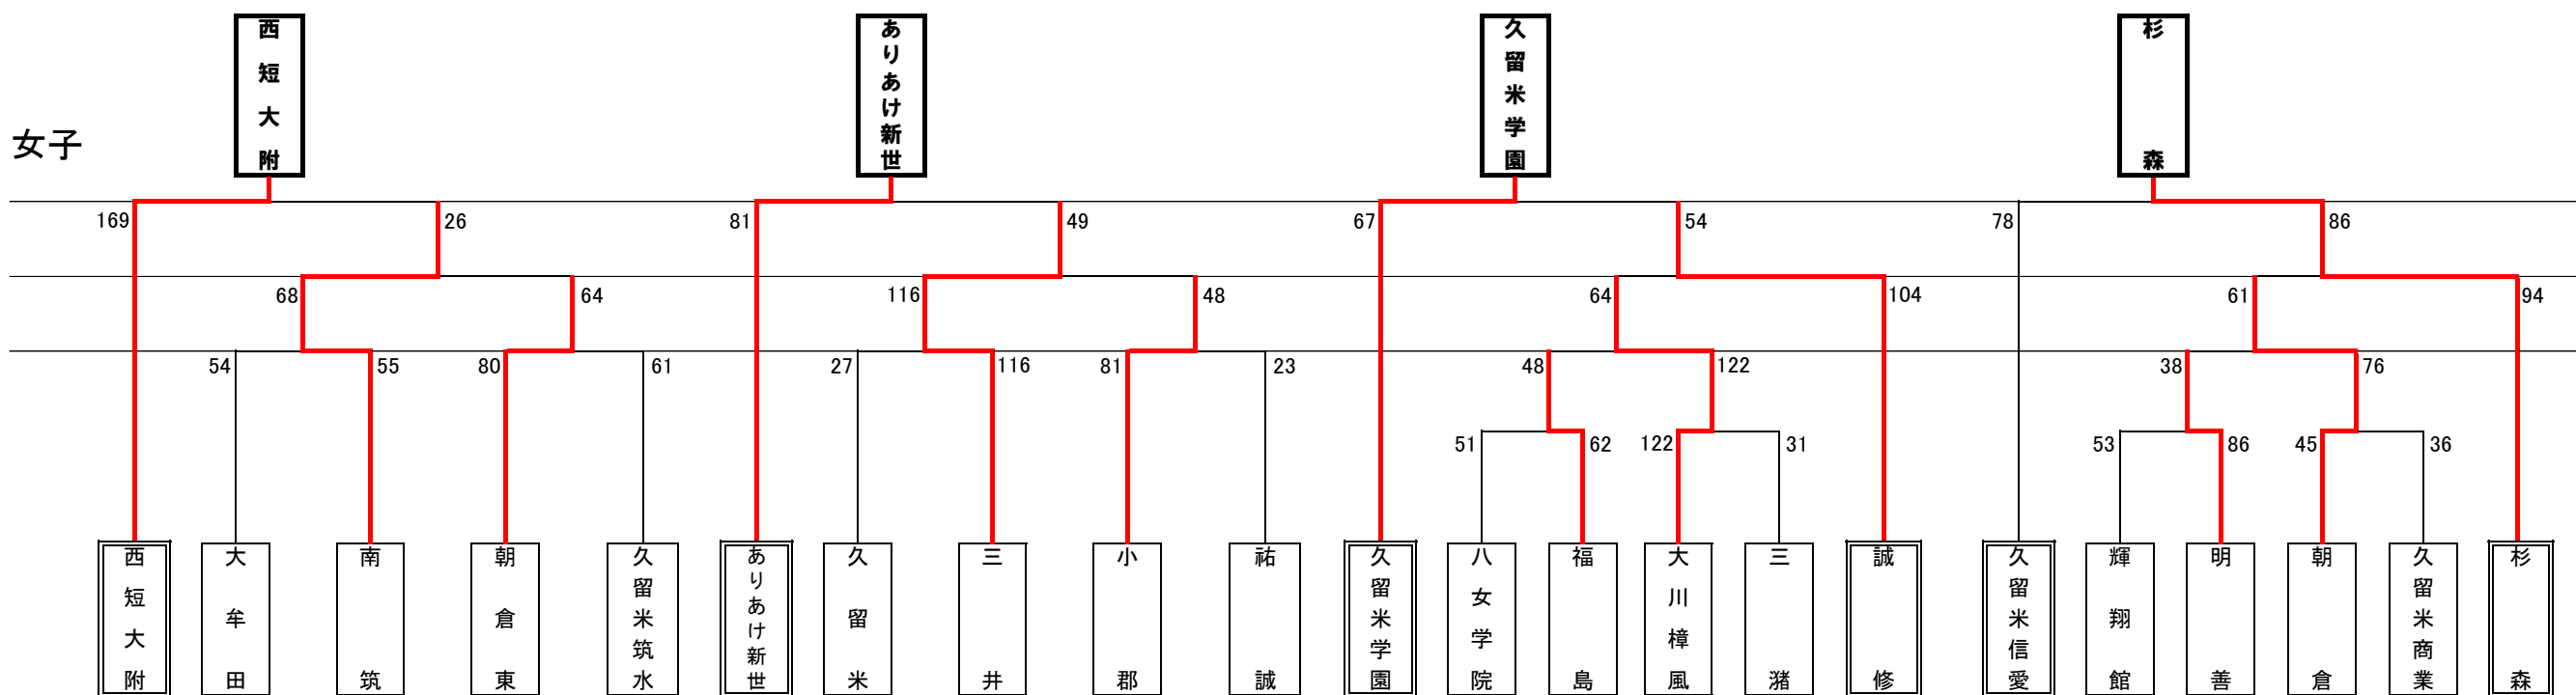 西短大附
ありあけ新世
久留米学園
杉森
女子
169
26
81
49
67
54
78
86
68
64
116
48
64
104
61
94
54
55
80
61
27
116
81
23
48
122
38
76
51
62
122
31
53
86
45
36
西短大附
大牟田
南筑
朝倉東
久留米筑水
ありあけ新世
久留米
三井
小郡
祐誠
久留米学園
八女学院
福島
大川樟風
三潴
誠修
久留米信愛
輝翔館
明善
朝倉
久留米商業
杉森